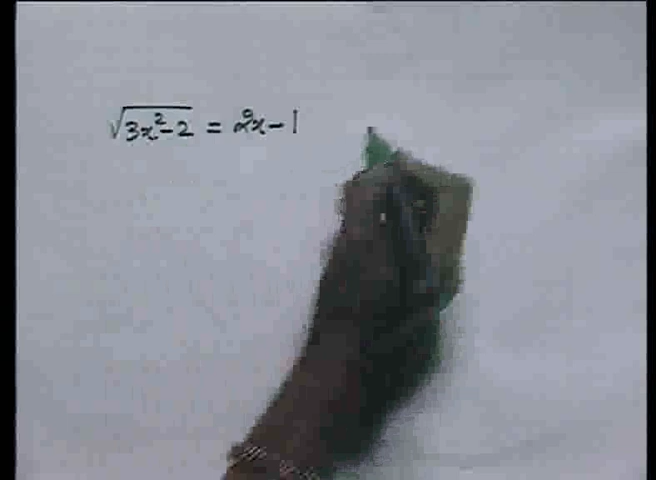 √(3x²-2) = 2x-1